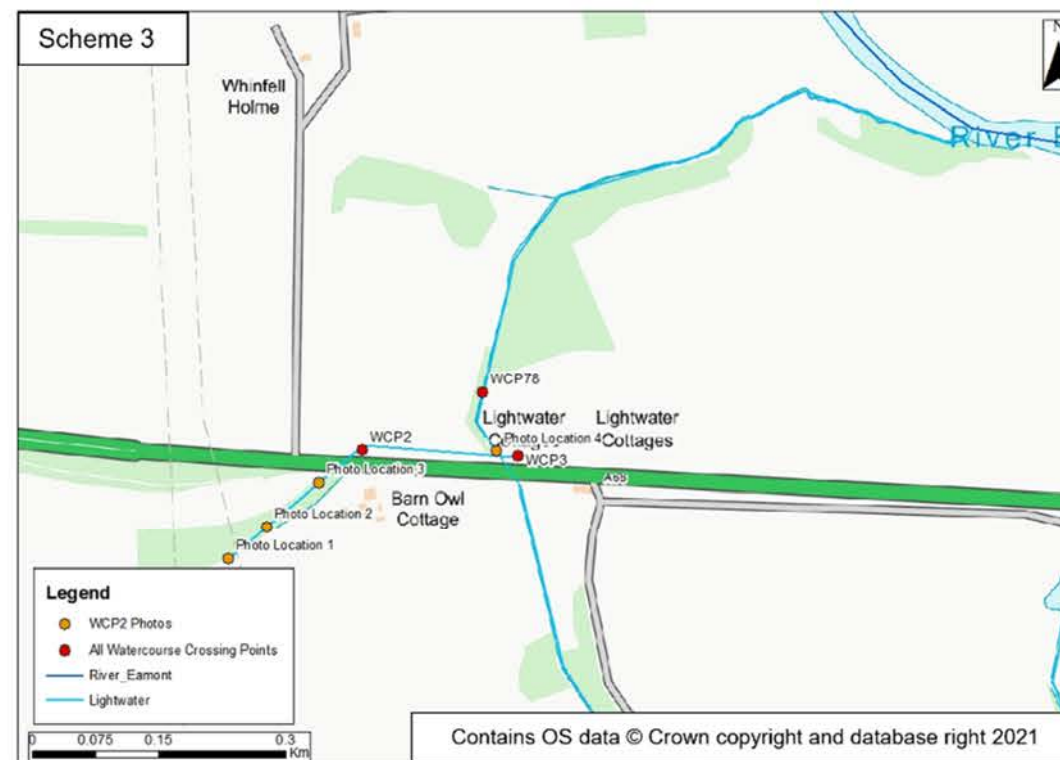 Scheme 3
N
Whinfell
Holme
River E
WCP78
Lightwater
Lightwater
Cottages
Photo Location 4
WCP2
WCP3
Photo Location 3
A66
Barn Owl
Cottage
Photo Location 2
Photo Location 1
Legend
WCP2 Photos
All Watercourse Crossing Points
River_Eamont
Lightwater
0 0.075 0.15 0.3
Km
Contains OS data © Crown copyright and database right 2021